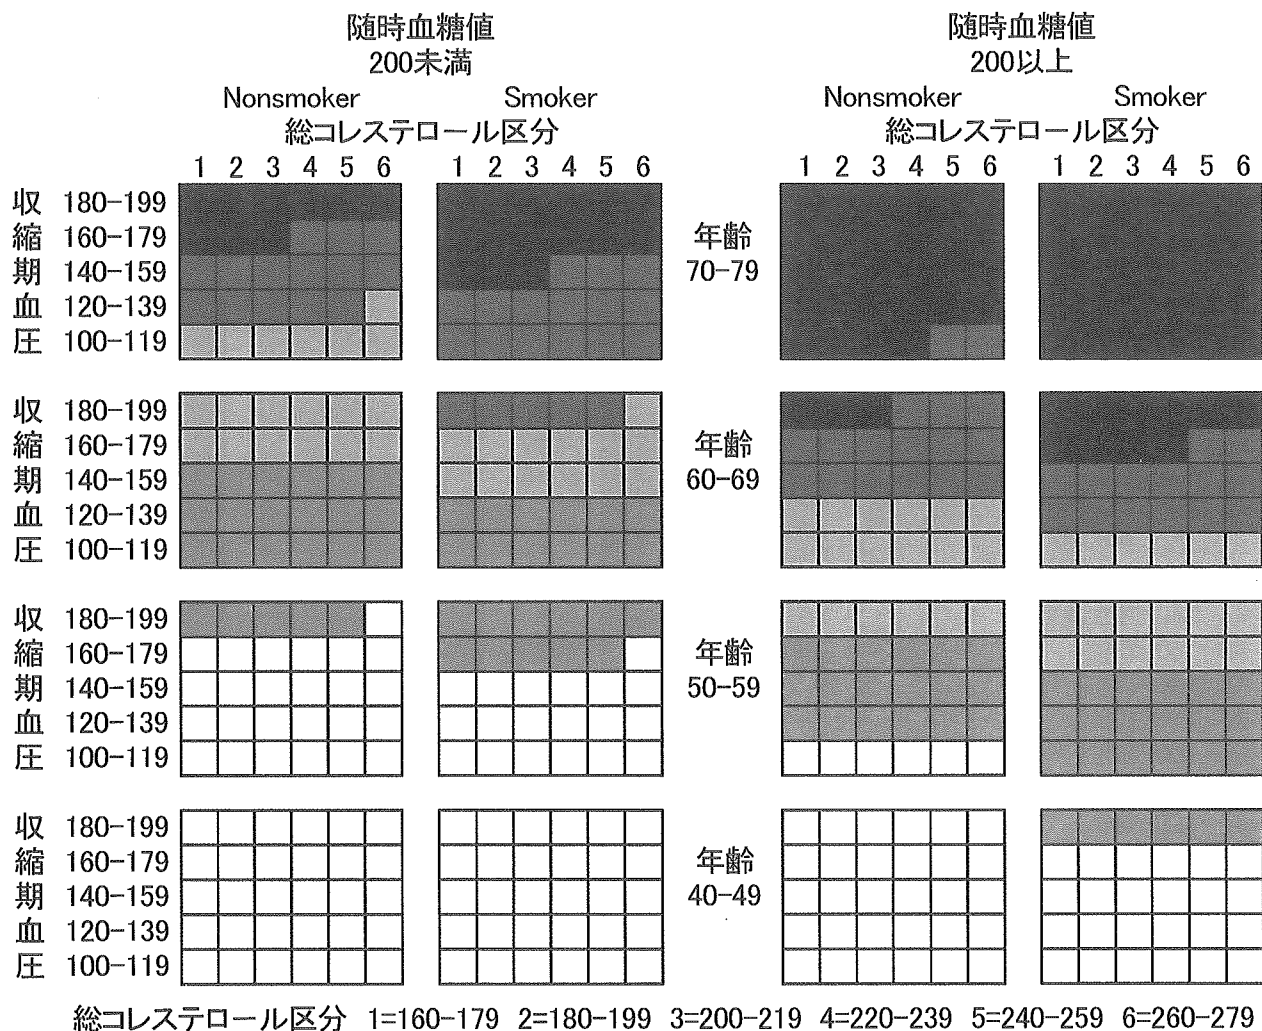 随時血糖値 随時血糖値
200未満 200以上
Nonsmoker Smoker Nonsmoker Smoker
総コレステロール区分 総コレステロール区分
1 2 3 4 5 6 1 2 3 4 5 6 1 2 3 4 5 6 1 2 3 4 5 6
収 180-199
縮 160-179 年齢
期 140-159 70-79
血 120-139
圧 100-119
収 180-199
縮 160-179 年齢
期 140-159 60-69
血 120-139
圧 100-119
収 180-199
縮 160-179 年齢
期 140-159 50-59
血 120-139
圧 100-119
収 180-199
縮 160-179 年齢
期 140-159 40-49
血 120-139
圧 100-119
総コレステロール区分 1=160-179 2=180-199 3=200-219 4=220-239 5=240-259 6=260-279